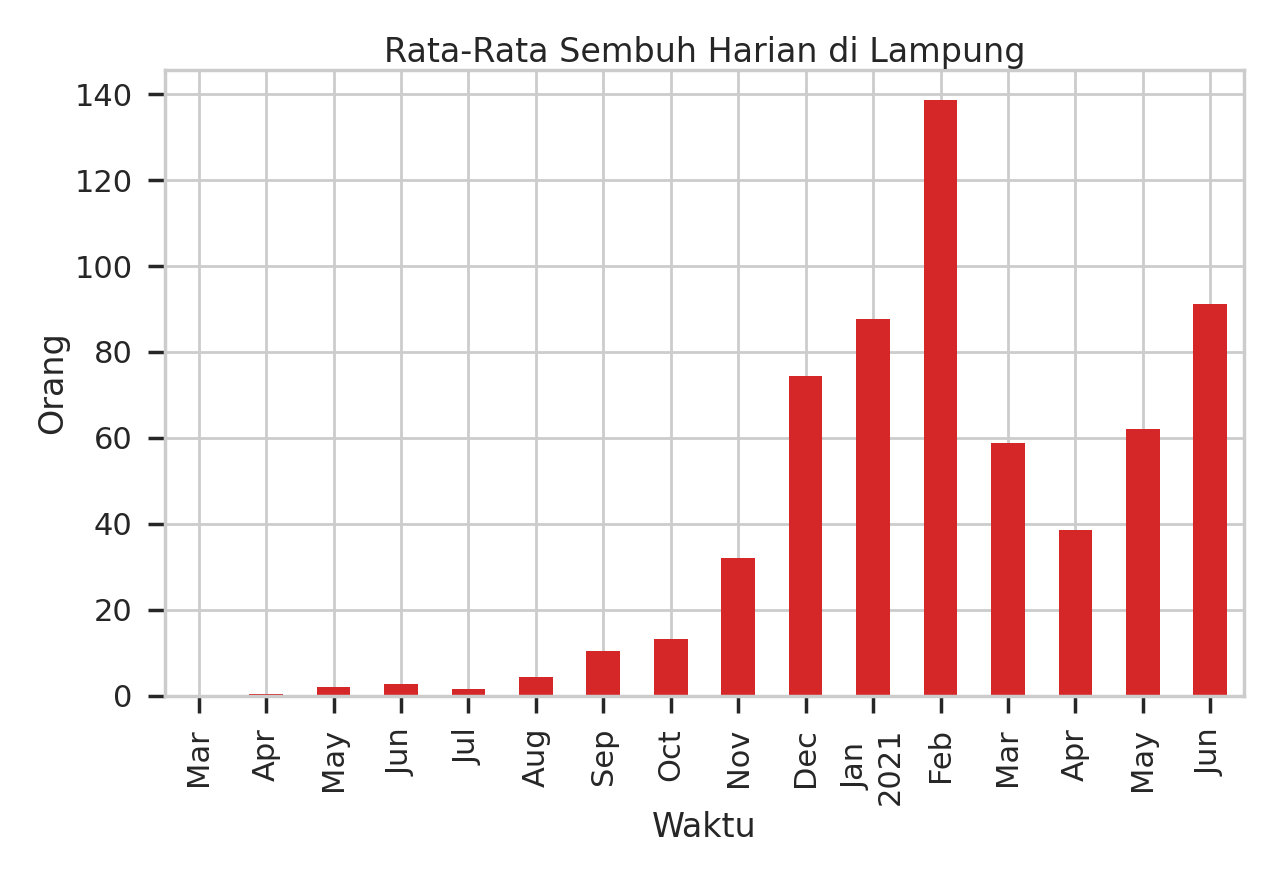 Rata-Rata Sembuh Harian di Lampung
140
120
100
80
60
40
20
0
Orang
Mar
Apr
May
Jun
Jul
Aug
Sep
Oct
Nov
Dec
Jan
2021
Feb
Mar
Apr
May
Jun
Waktu